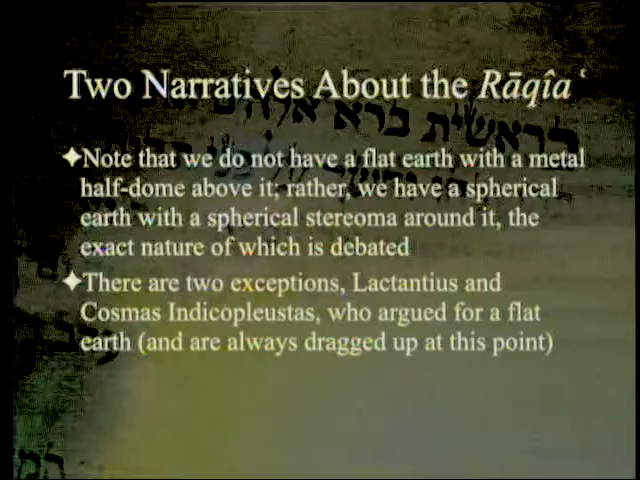 Two Narratives About the Rāqîaʿ
בראשית ברא אלהים
✦Note that we do not have a flat earth with a metal
half-dome above it; rather, we have a spherical
earth with a spherical stereoma around it, the
exact nature of which is debated
✦There are two exceptions, Lactantius and
Cosmas Indicopleustas, who argued for a flat
earth (and are always dragged up at this point)